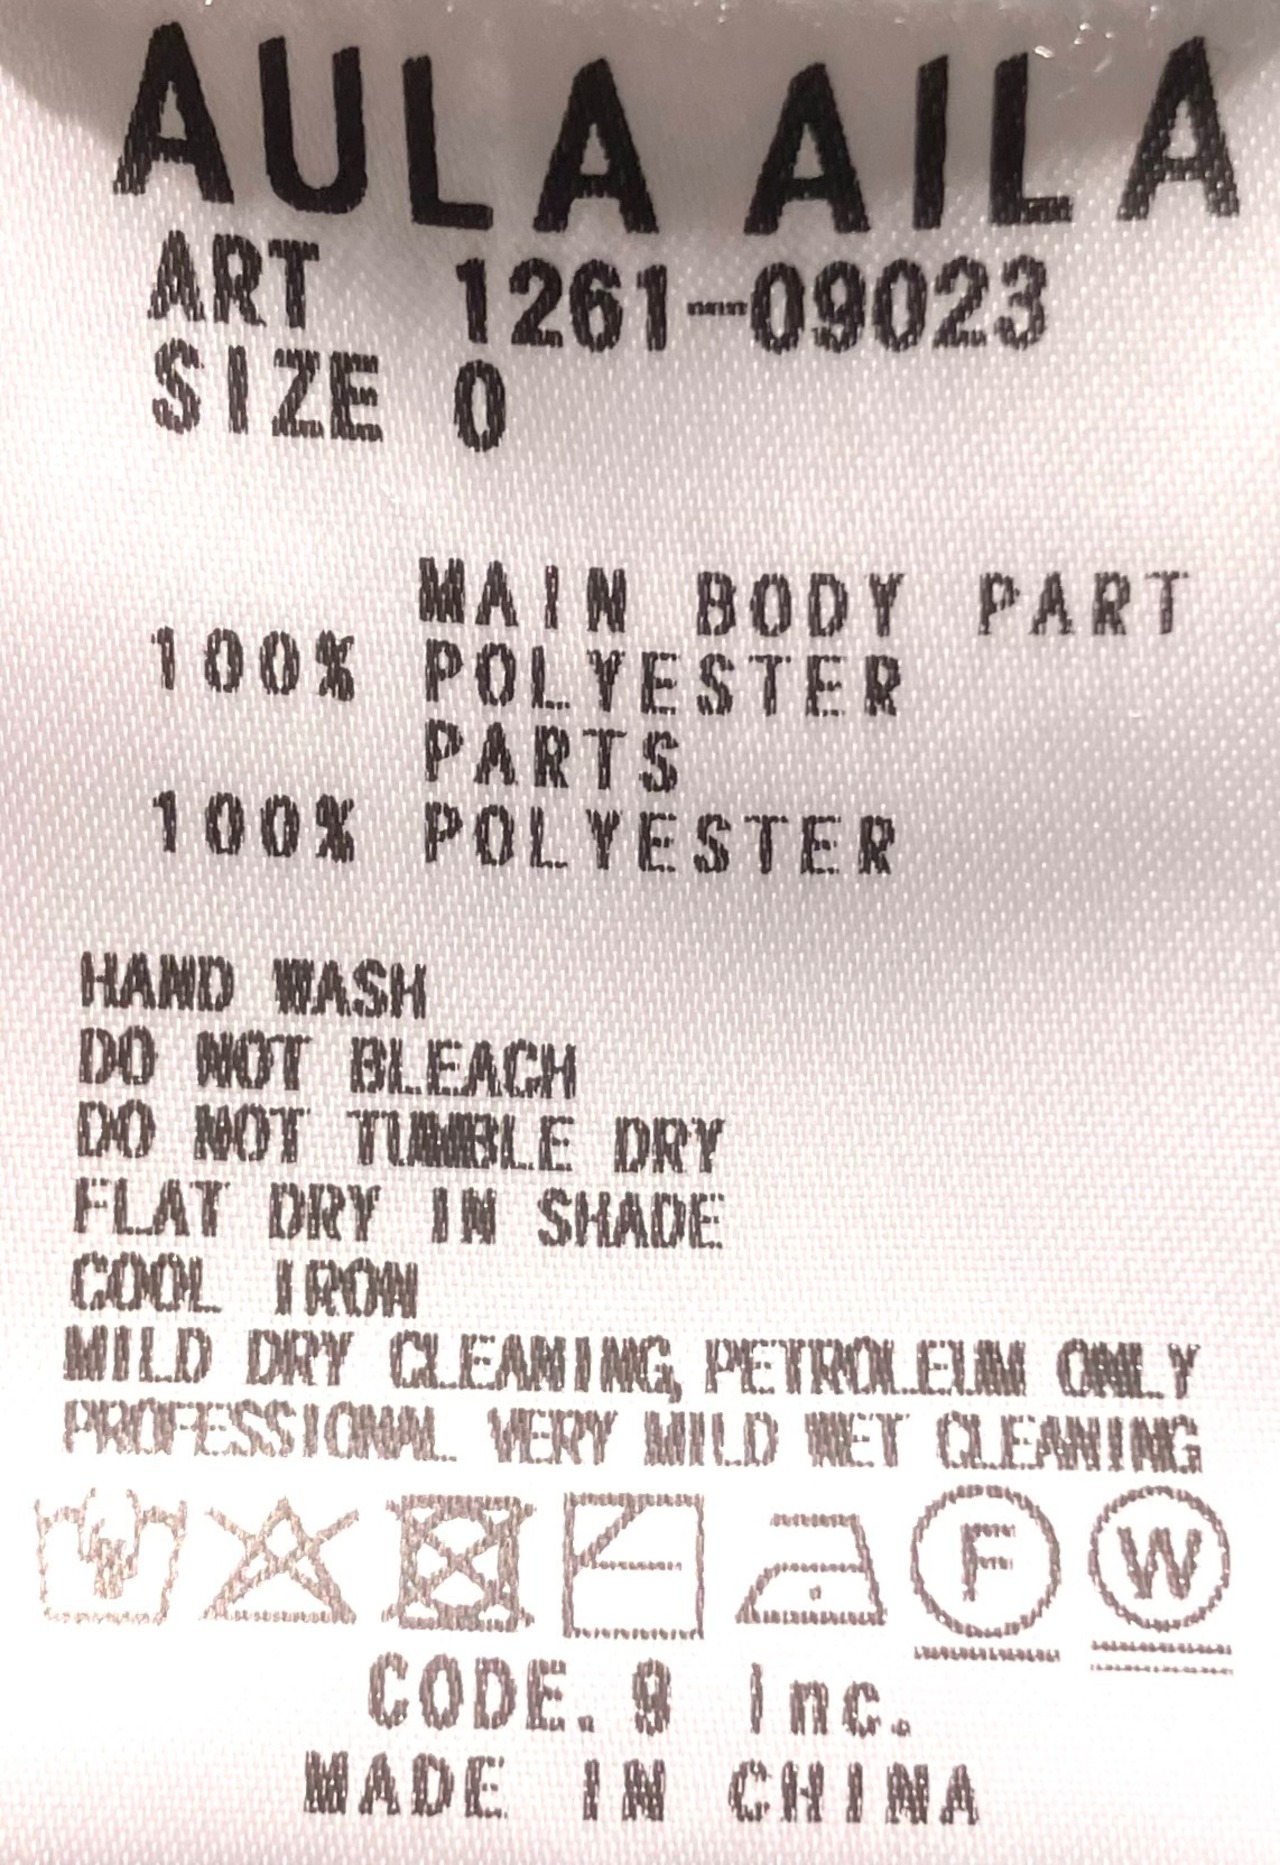 AULA AILA
ART 1261-09023
SIZE 0
MAIN BODY PART
100% POLYESTER
PARTS
100% POLYESTER
HAND WASH
DO NOT BLEACH
DO NOT TUMBLE DRY
FLAT DRY IN SHADE
COOL IRON
MILD DRY CLEANING, PETROLEUM ONLY
PROFESSIONAL VERY MILD WET CLEANING
F W
CODE. 9 Inc.
MADE IN CHINA